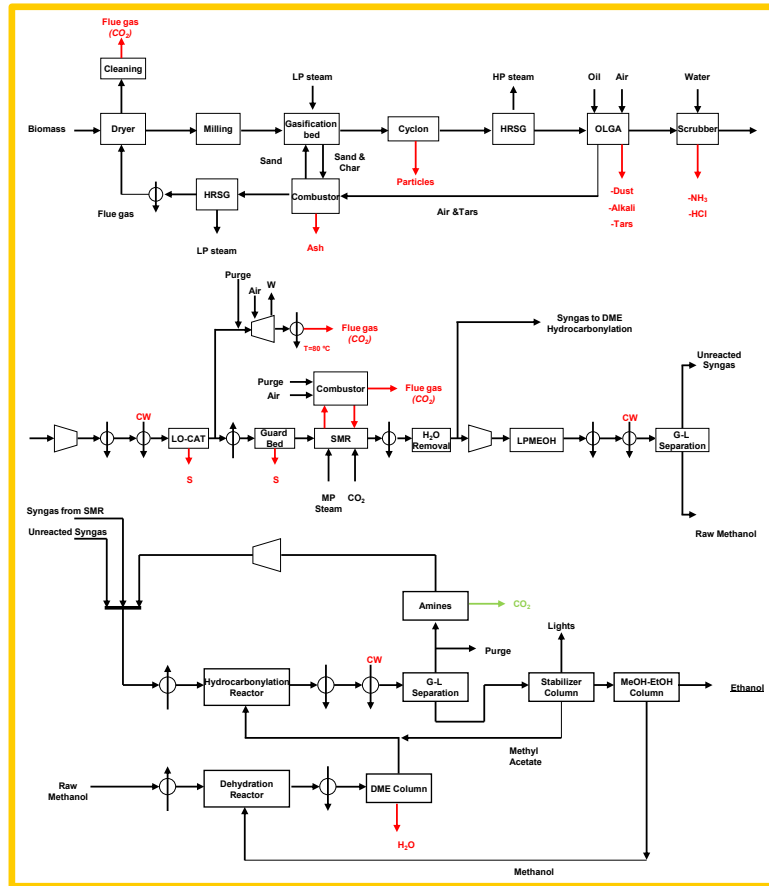 Flue gas
(CO2)
Cleaning
LP steam
HP steam
Oil
Air
Water
Biomass
Dryer
Milling
Gasification
bed
Cyclon
HRSG
OLGA
Scrubber
Sand
Sand &
Char
Particles
-Dust
-Alkali
-Tars
-NH3
-HCl
HRSG
Combustor
Flue gas
Air &Tars
LP steam
Ash
Purge
Air
W
Flue gas
(CO2)
T=80 ºC
Syngas to DME
Hydrocarbonylation
Unreacted
Syngas
Purge
Air
Combustor
Flue gas
(CO2)
CW
LO-CAT
Guard
Bed
SMR
H2O
Removal
LPMEOH
CW
G-L
Separation
S
S
MP
Steam
CO2
Raw Methanol
Syngas from SMR
Unreacted Syngas
Amines
CO2
Lights
Purge
CW
Hydrocarbonylation
Reactor
G-L
Separation
Stabilizer
Column
MeOH-EtOH
Column
Ethanol
Methyl
Acetate
Raw
Methanol
Dehydration
Reactor
DME Column
H2O
Methanol